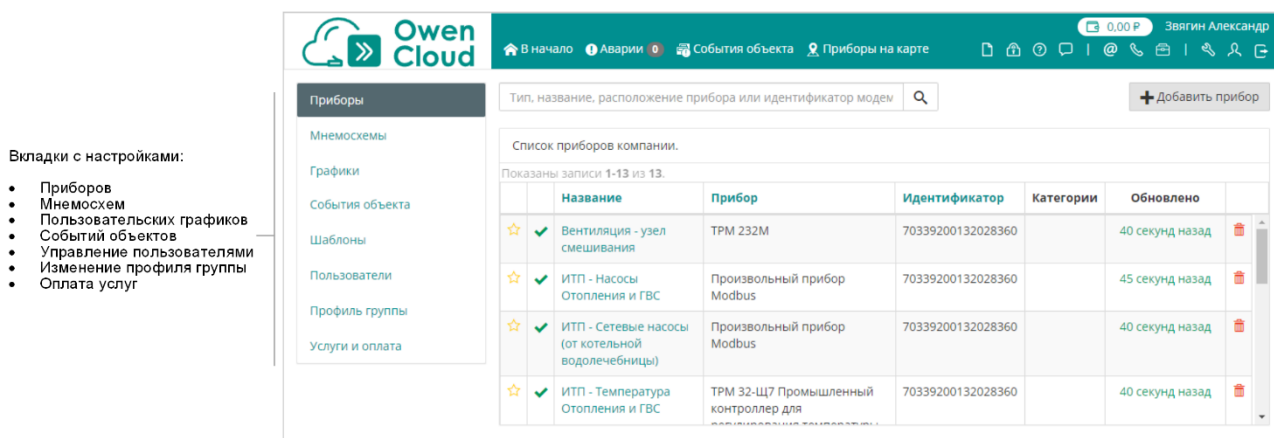 Owen
Cloud
0,00 ₽ Звягин Александр
В начало Аварии 0 События объекта Приборы на карте
Вкладки с настройками:
Приборов
Мнемосхем
Пользовательских графиков
Событий объектов
Управление пользователями
Изменение профиля группы
Оплата услуг
Приборы
Мнемосхемы
Графики
События объекта
Шаблоны
Пользователи
Профиль группы
Услуги и оплата
Тип, название, расположение прибора или идентификатор модем
Добавить прибор
Список приборов компании.
Показаны записи 1-13 из 13.
Название Прибор Идентификатор Категории Обновлено
Вентиляция - узел
смешивания
ТРМ 232М
70339200132028360
40 секунд назад
ИТП - Насосы
Отопления и ГВС
Произвольный прибор
Modbus
70339200132028360
45 секунд назад
ИТП - Сетевые насосы
(от котельной
водолечебницы)
Произвольный прибор
Modbus
70339200132028360
40 секунд назад
ИТП - Температура
Отопления и ГВС
ТРМ 32-Щ7 Промышленный
контроллер для
70339200132028360
40 секунд назад